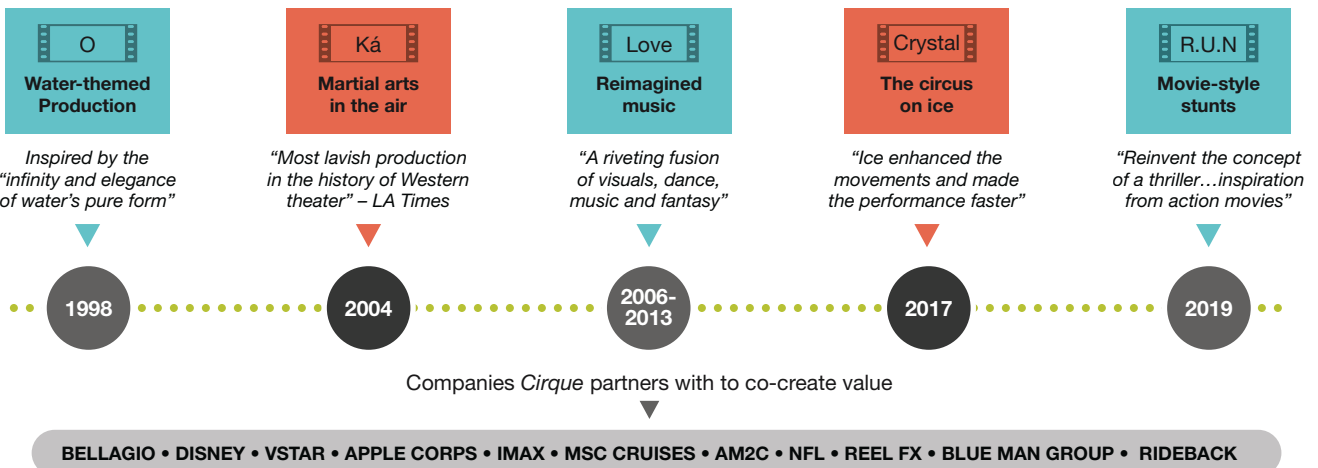 O
Water-themed
Production
Inspired by the
“infinity and elegance
of water’s pure form”
1998
Ká
Martial arts
in the air
“Most lavish production
in the history of Western
theater” – LA Times
2004
Love
Reimagined
music
“A riveting fusion
of visuals, dance,
music and fantasy”
2006-
2013
Crystal
The circus
on ice
“Ice enhanced the
movements and made
the performance faster”
2017
R.U.N
Movie-style
stunts
“Reinvent the concept
of a thriller…inspiration
from action movies”
2019
Companies Cirque partners with to co-create value
BELLAGIO • DISNEY • VSTAR • APPLE CORPS • IMAX • MSC CRUISES • AM2C • NFL • REEL FX • BLUE MAN GROUP • RIDEBACK